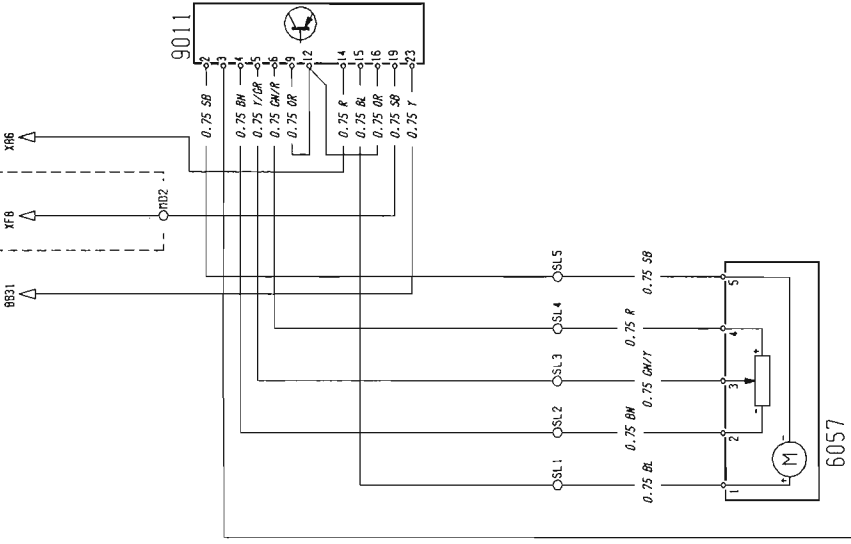 9011
2
3
4
5
6
9
12
14
15
16
19
23
0.75 SB
0.75 BN
0.75 Y/GR
0.75 GN/R
0.75 OR
0.75 R
0.75 BL
0.75 OR
0.75 SB
0.75 Y
XR6
XF8
BB31
MD2
SL1
SL2
SL3
SL4
SL5
0.75 BL
0.75 BN
0.75 GN/Y
0.75 R
0.75 SB
1
2
3
4
5
+
-
-
+
M
6057